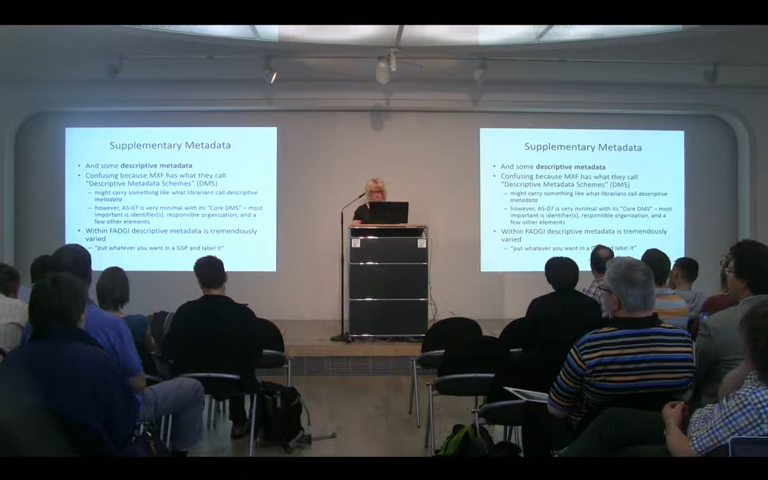 Supplementary Metadata
• And some descriptive metadata
• Confusing because MXF has what they call
"Descriptive Metadata Schemes" (DMS)
– might carry something like what librarians call descriptive
metadata
– however, AS-07 is very minimal with its "Core DMS" – most
important is identifier(s), responsible organization, and a
few other elements
• Within FADGI descriptive metadata is tremendously
varied
– "put whatever you want in a GSP and label it"
Supplementary Metadata
• And some descriptive metadata
• Confusing because MXF has what they call
"Descriptive Metadata Schemes" (DMS)
– might carry something like what librarians call descriptive
metadata
– however, AS-07 is very minimal with its "Core DMS" – most
important is identifier(s), responsible organization, and a
few other elements
• Within FADGI descriptive metadata is tremendously
varied
– "put whatever you want in a and label it"